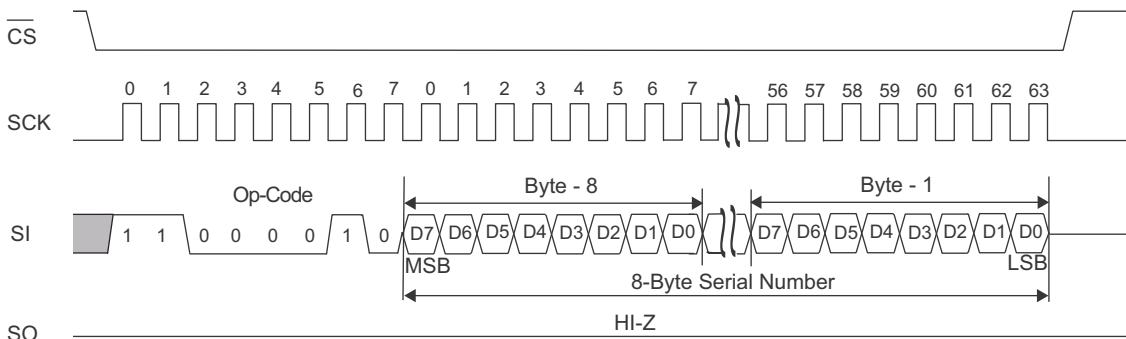 CS
0 1 2 3 4 5 6 7 0 1 2 3 4 5 6 7 56 57 58 59 60 61 62 63
SCK
Op-Code Byte - 8 Byte - 1
SI 1 1 0 0 0 0 1 0 D7 D6 D5 D4 D3 D2 D1 D0 D7 D6 D5 D4 D3 D2 D1 D0
MSB LSB
8-Byte Serial Number
HI-Z
SO